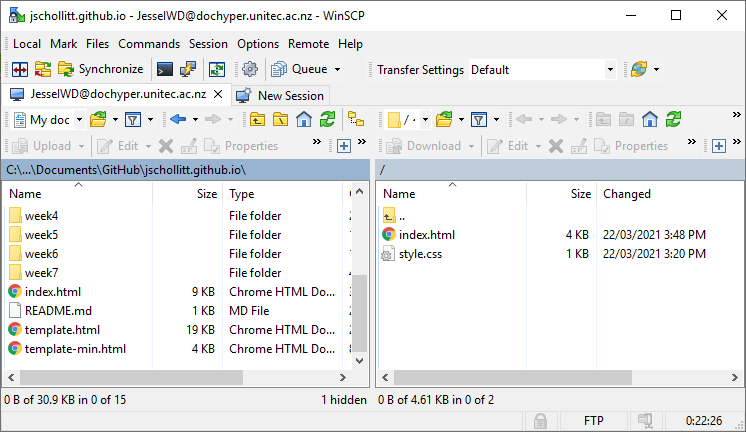 jschollitt.github.io - JesselWD@dochyper.unitec.ac.nz - WinSCP
Local Mark Files Commands Session Options Remote Help
Synchronize Queue Transfer Settings Default
JesselWD@dochyper.unitec.ac.nz New Session
My doc
/
Upload Edit Properties
Download Edit Properties
C:\...\Documents\GitHub\jschollitt.github.io\
/
Name Size Type
week4 File folder
week5 File folder
week6 File folder
week7 File folder
index.html 9 KB Chrome HTML Do...
README.md 1 KB MD File
template.html 19 KB Chrome HTML Do...
template-min.html 4 KB Chrome HTML Do...
Name Size Changed
..
index.html 4 KB 22/03/2021 3:48 PM
style.css 1 KB 22/03/2021 3:20 PM
0 B of 30.9 KB in 0 of 15 1 hidden
0 B of 4.61 KB in 0 of 2
FTP 0:22:26